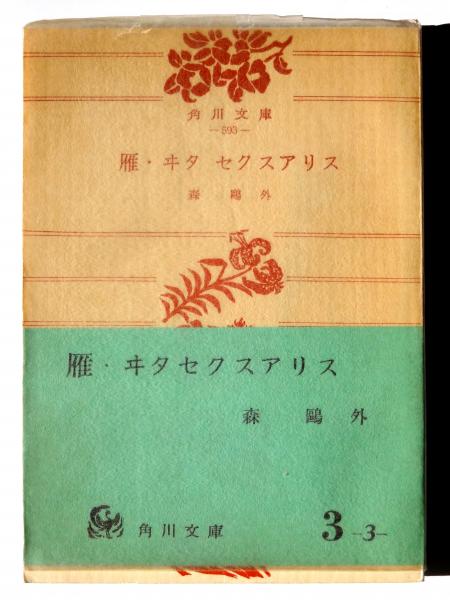 角川文庫
—593—
雁・ヰタ セクスアリス
森 鷗 外
雁・ヰタセクスアリス
森 鷗 外
角川文庫
3 -3-